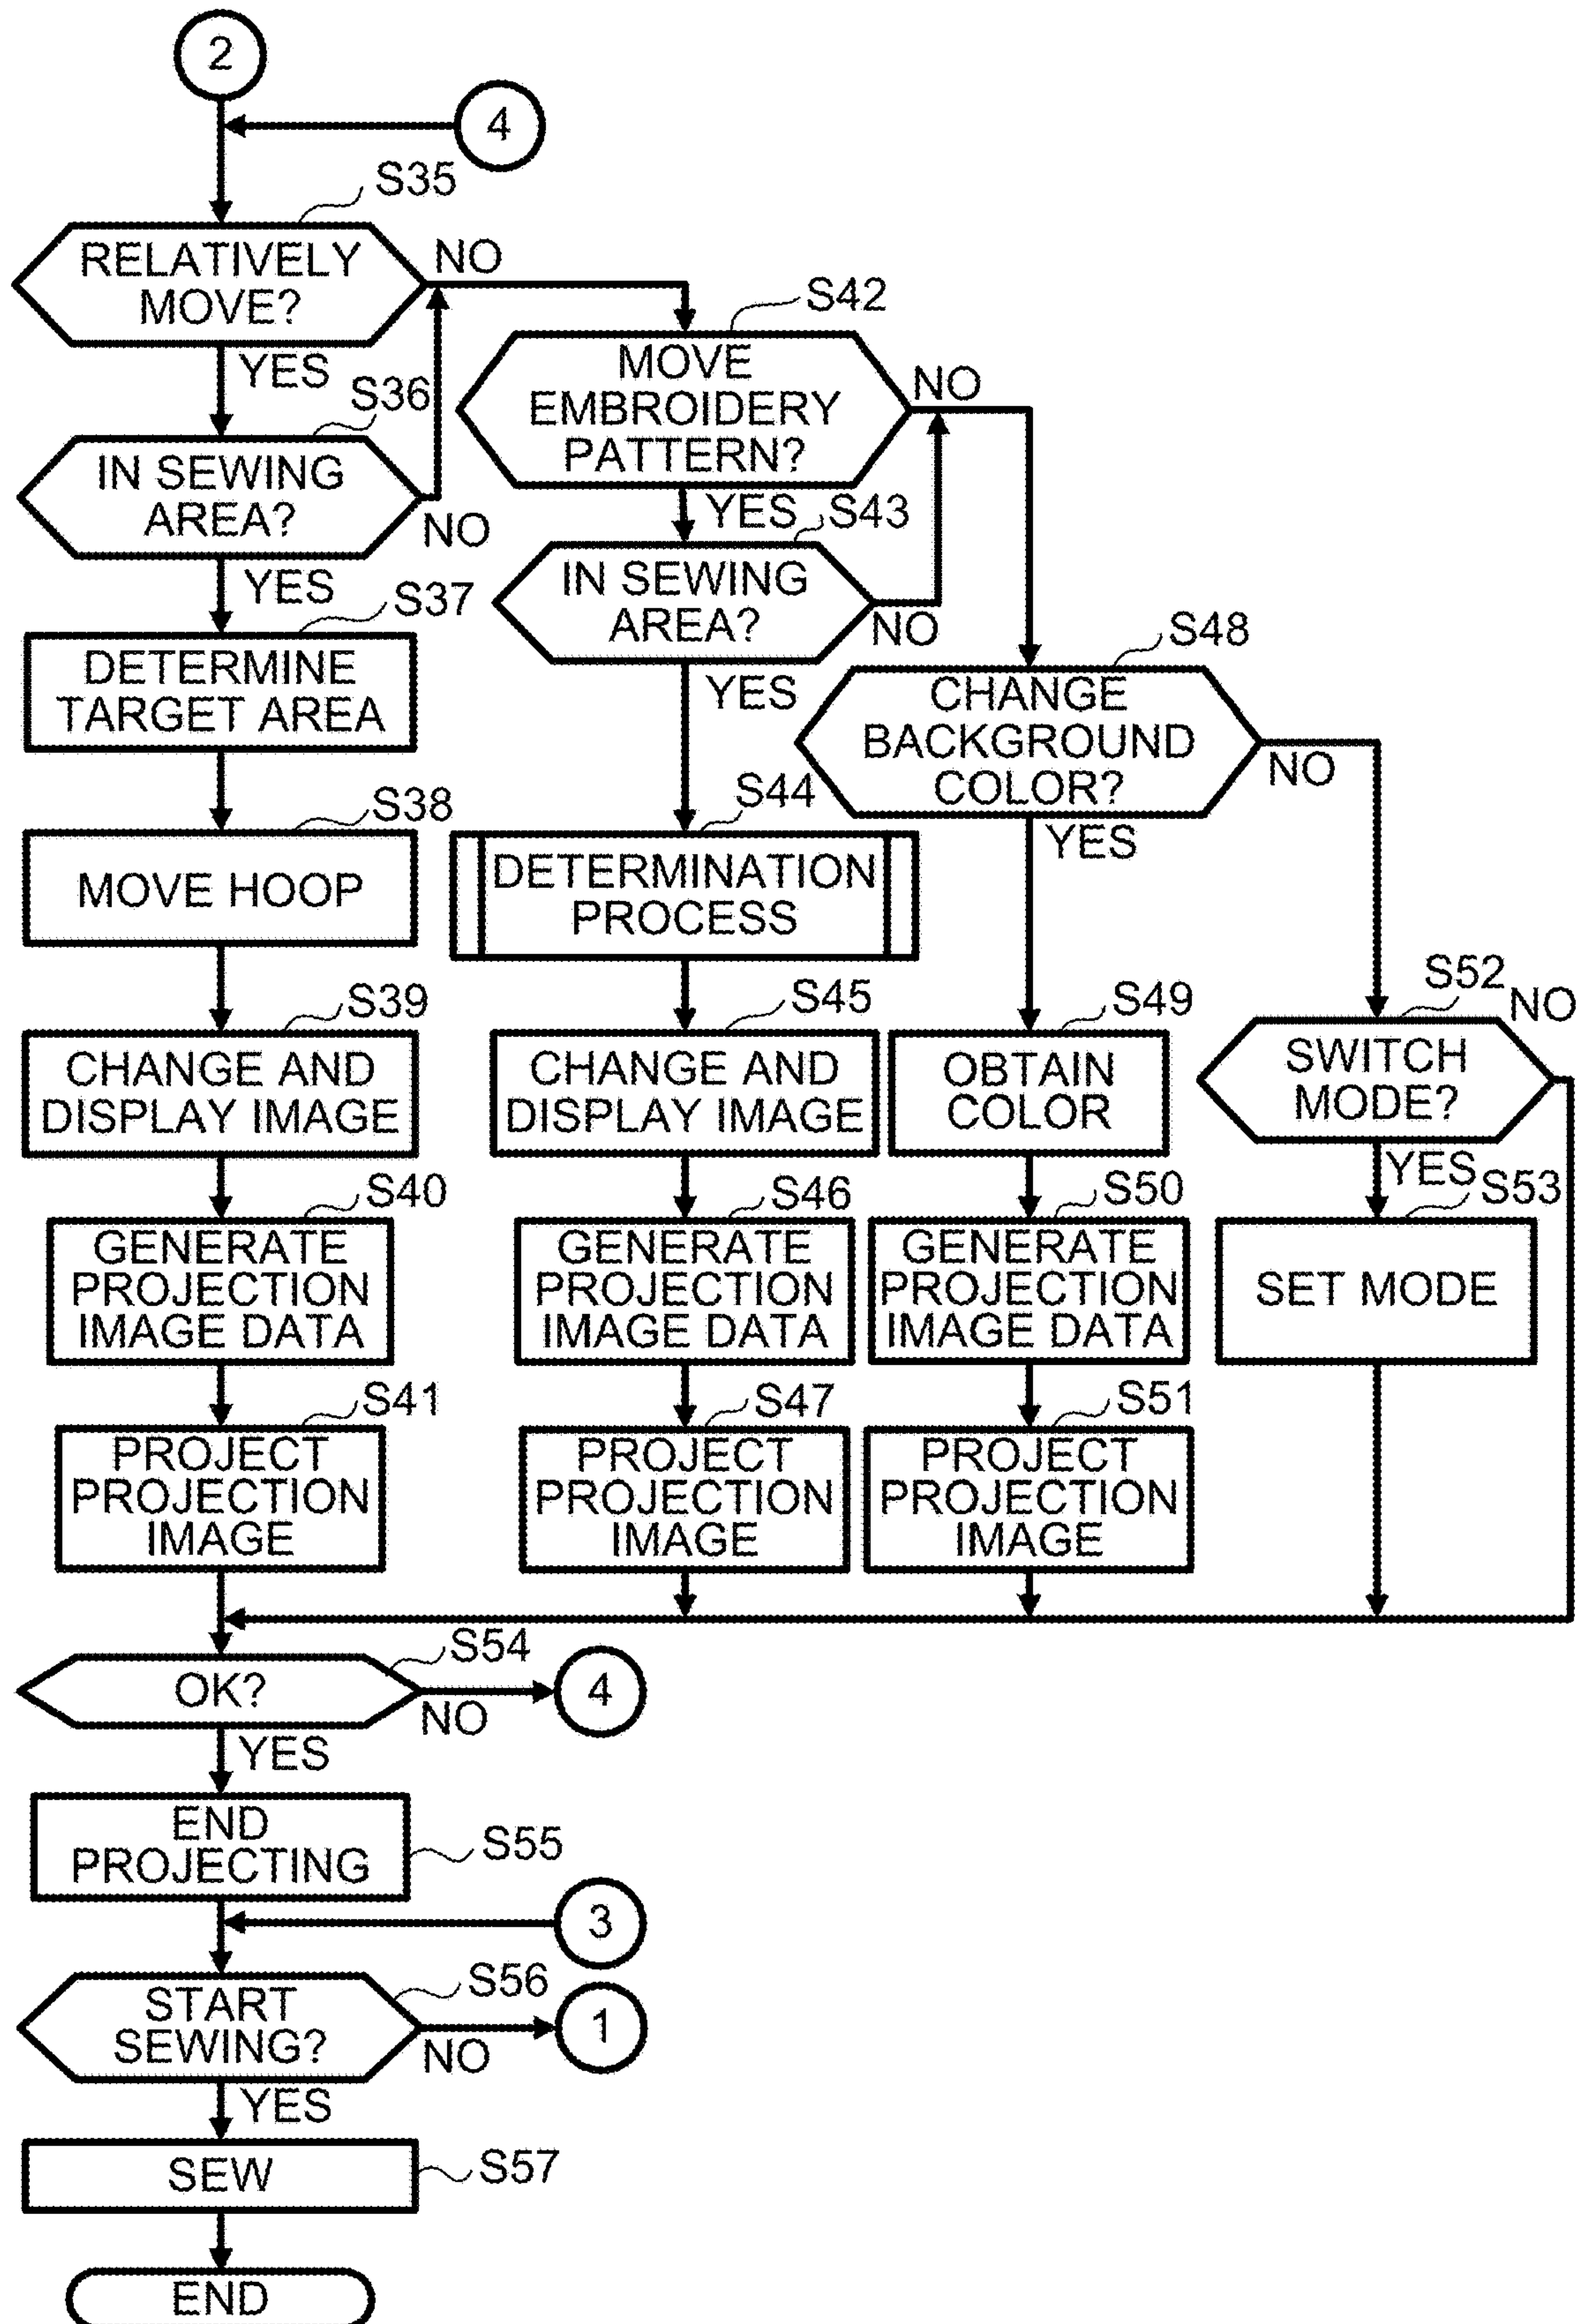 2
4
S35
RELATIVELY
MOVE?
NO
YES
S36
IN SEWING
AREA?
NO
YES
S37
DETERMINE
TARGET AREA
S38
MOVE HOOP
S39
CHANGE AND
DISPLAY IMAGE
S40
GENERATE
PROJECTION
IMAGE DATA
S41
PROJECT
PROJECTION
IMAGE
S42
MOVE
EMBROIDERY
PATTERN?
NO
YES
S43
IN SEWING
AREA?
NO
YES
S44
DETERMINATION
PROCESS
S45
CHANGE AND
DISPLAY IMAGE
S46
GENERATE
PROJECTION
IMAGE DATA
S47
PROJECT
PROJECTION
IMAGE
S48
CHANGE
BACKGROUND
COLOR?
NO
YES
S49
OBTAIN
COLOR
S50
GENERATE
PROJECTION
IMAGE DATA
S51
PROJECT
PROJECTION
IMAGE
S52
NO
SWITCH
MODE?
YES
S53
SET MODE
S54
OK?
NO
4
YES
END
PROJECTING
S55
3
S56
START
SEWING?
NO
1
YES
SEW
S57
END